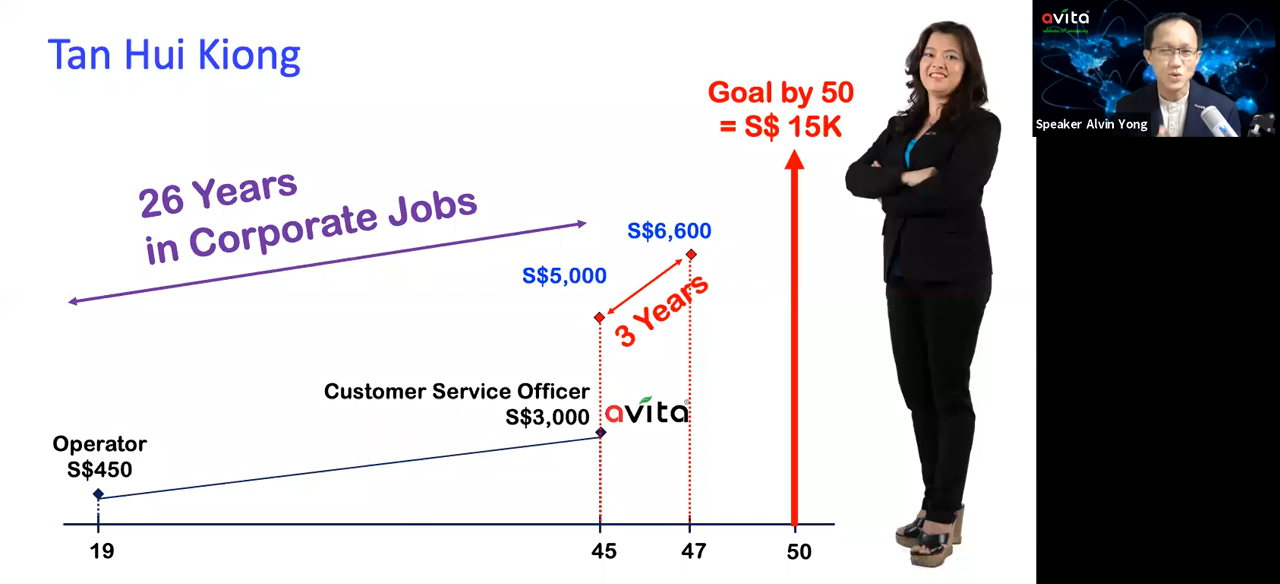 Tan Hui Kiong
avita
Speaker Alvin Yong
Goal by 50
= S$ 15K
26 Years
in Corporate Jobs
S$6,600
S$5,000
3 Years
Customer Service Officer
S$3,000
avita®
Operator
S$450
19
45
47
50